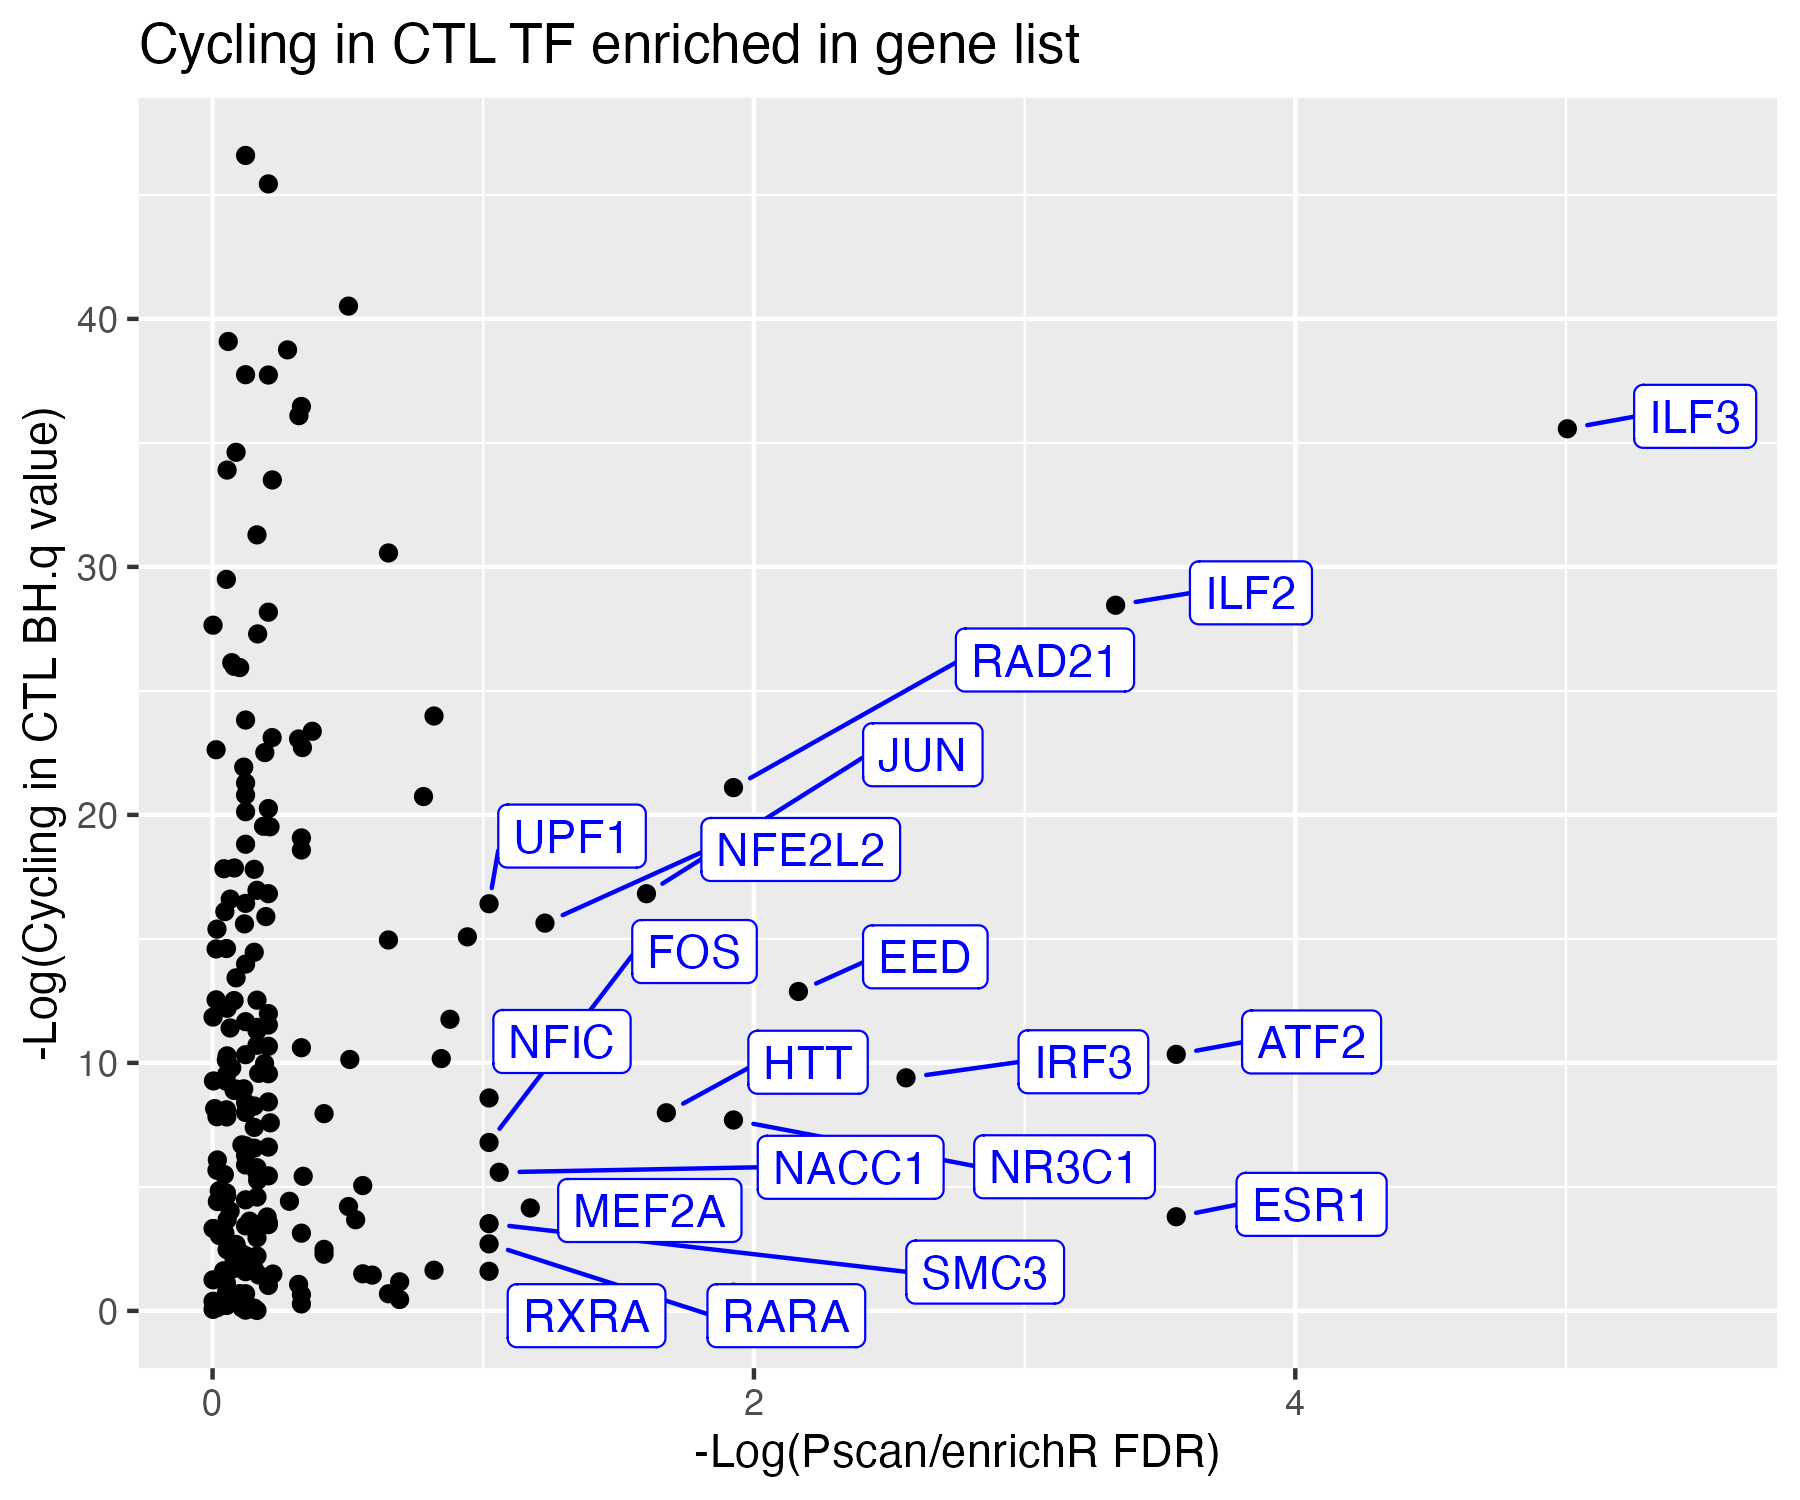 Cycling in CTL TF enriched in gene list
-Log(Cycling in CTL BH.q value)
40
30
20
10
0
ILF3
ILF2
RAD21
JUN
UPF1
NFE2L2
FOS
EED
NFIC
HTT
IRF3
ATF2
NACC1
NR3C1
MEF2A
ESR1
SMC3
RXRA
RARA
0
2
4
-Log(Pscan/enrichR FDR)